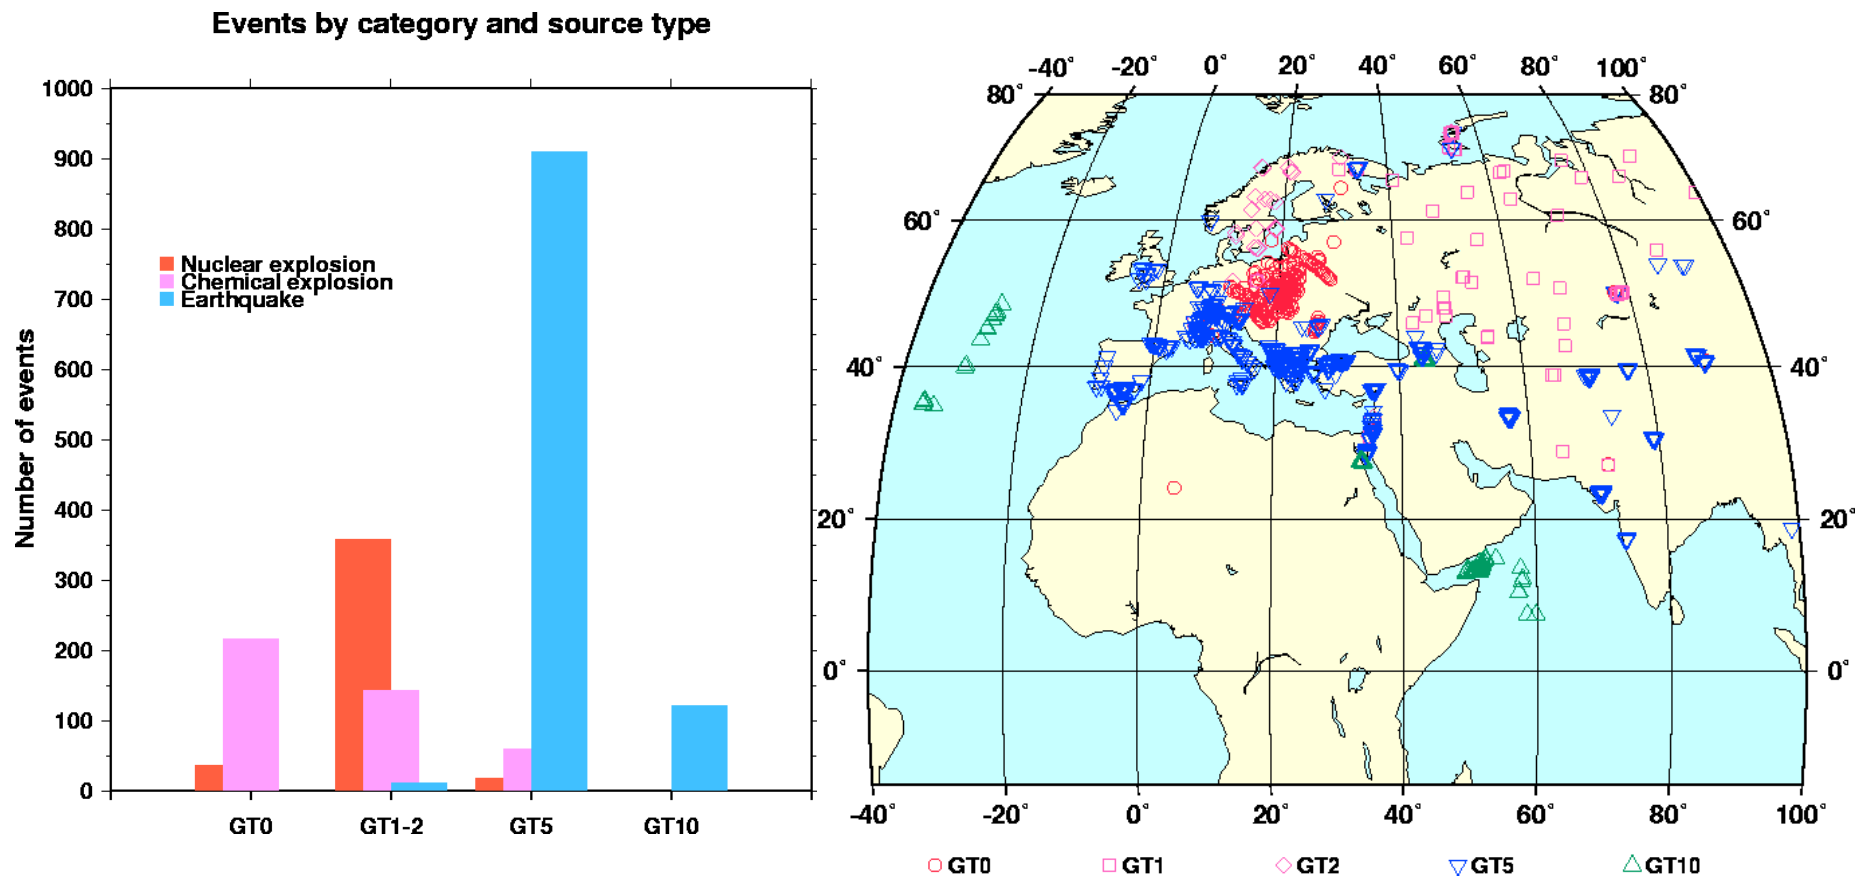 Events by category and source type
1000
900
800
700
600
500
400
300
200
100
0
Number of events
Nuclear explosion
Chemical explosion
Earthquake
GT0 GT1-2 GT5 GT10
-40° -20° 0° 20° 40° 60° 80° 100°
80° 80°
60° 60°
40° 40°
20° 20°
0° 0°
-40° -20° 0° 20° 40° 60° 80° 100°
GT0 GT1 GT2 GT5 GT10